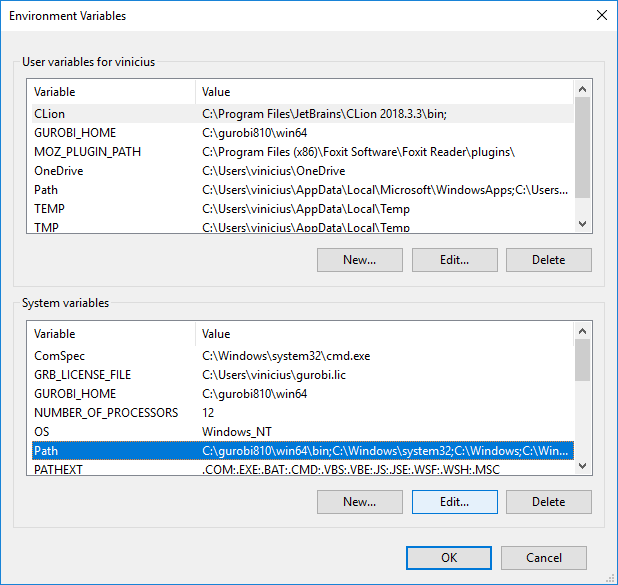 Environment Variables
User variables for vinicius
Variable Value
CLion C:\Program Files\JetBrains\CLion 2018.3.3\bin;
GUROBI_HOME C:\gurobi810\win64
MOZ_PLUGIN_PATH C:\Program Files (x86)\Foxit Software\Foxit Reader\plugins\
OneDrive C:\Users\vinicius\OneDrive
Path C:\Users\vinicius\AppData\Local\Microsoft\WindowsApps;C:\Users...
TEMP C:\Users\vinicius\AppData\Local\Temp
TMP C:\Users\vinicius\AppData\Local\Temp
New... Edit... Delete
System variables
Variable Value
ComSpec C:\Windows\system32\cmd.exe
GRB_LICENSE_FILE C:\Users\vinicius\gurobi.lic
GUROBI_HOME C:\gurobi810\win64
NUMBER_OF_PROCESSORS 12
OS Windows_NT
Path C:\gurobi810\win64\bin;C:\Windows\system32;C:\Windows;C:\Win...
PATHEXT .COM;.EXE;.BAT;.CMD;.VBS;.VBE;.JS;.JSE;.WSF;.WSH;.MSC
New... Edit... Delete
OK Cancel